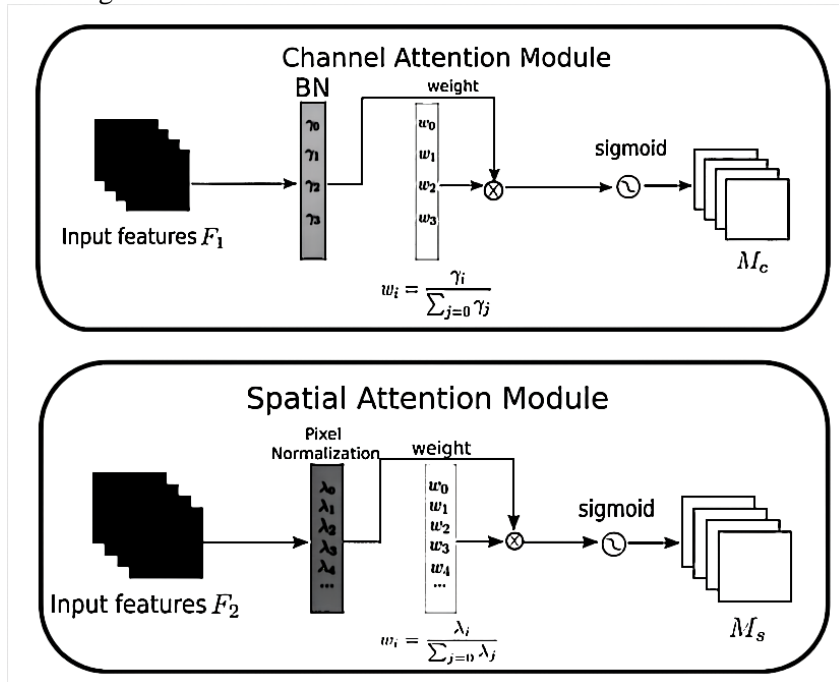 Channel Attention Module
BN
weight
γ0
γ1
γ2
γ3
w0
w1
w2
w3
sigmoid
Input features F1
Mc
wi = γi / ∑j=0 γj
Spatial Attention Module
Pixel
Normalization
weight
λ0
λ1
λ2
λ3
λ4
...
w0
w1
w2
w3
w4
...
sigmoid
Input features F2
Ms
wi = λi / ∑j=0 λj